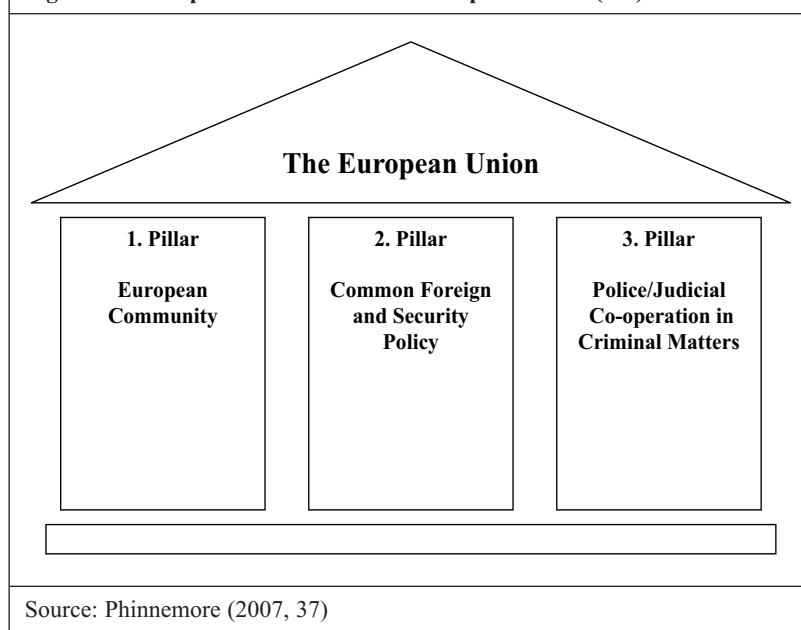 The European Union
1. Pillar
European
Community
2. Pillar
Common Foreign
and Security
Policy
3. Pillar
Police/Judicial
Co-operation in
Criminal Matters
Source: Phinnemore (2007, 37)